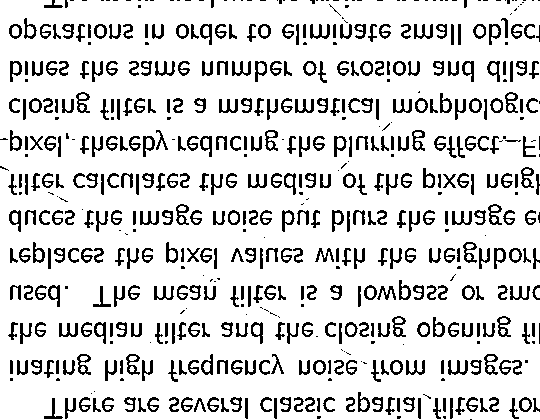 There are several classic spatial filters for
inating high frequency noise from images.
the median filter and the closing opening fil
used. The mean filter is a lowpass or smo
replaces the pixel values with the neighborh
duces the image noise but blurs the image e
filter calculates the median of the pixel neigh
pixel, thereby reducing the blurring effect. Fi
closing filter is a mathematical morphologic
bines the same number of erosion and dilat
operations in order to eliminate small object